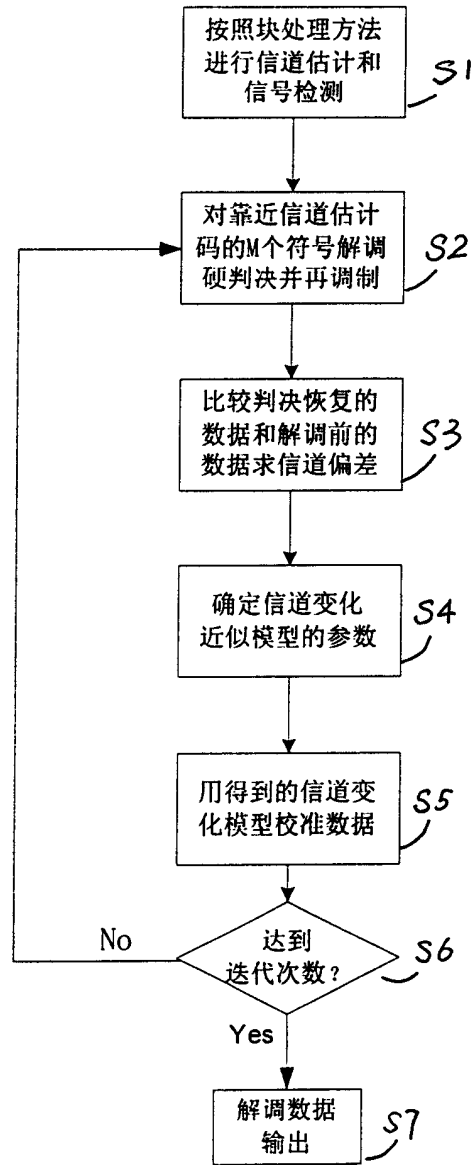 按照块处理方法
进行信道估计和
信号检测
S1
对靠近信道估计
码的M个符号解调
硬判决并再调制
S2
比较判决恢复的
数据和解调前的
数据求信道偏差
S3
确定信道变化
近似模型的参数
S4
用得到的信道变
化模型校准数据
S5
达到
迭代次数?
S6
No
Yes
解调数据
输出
S7